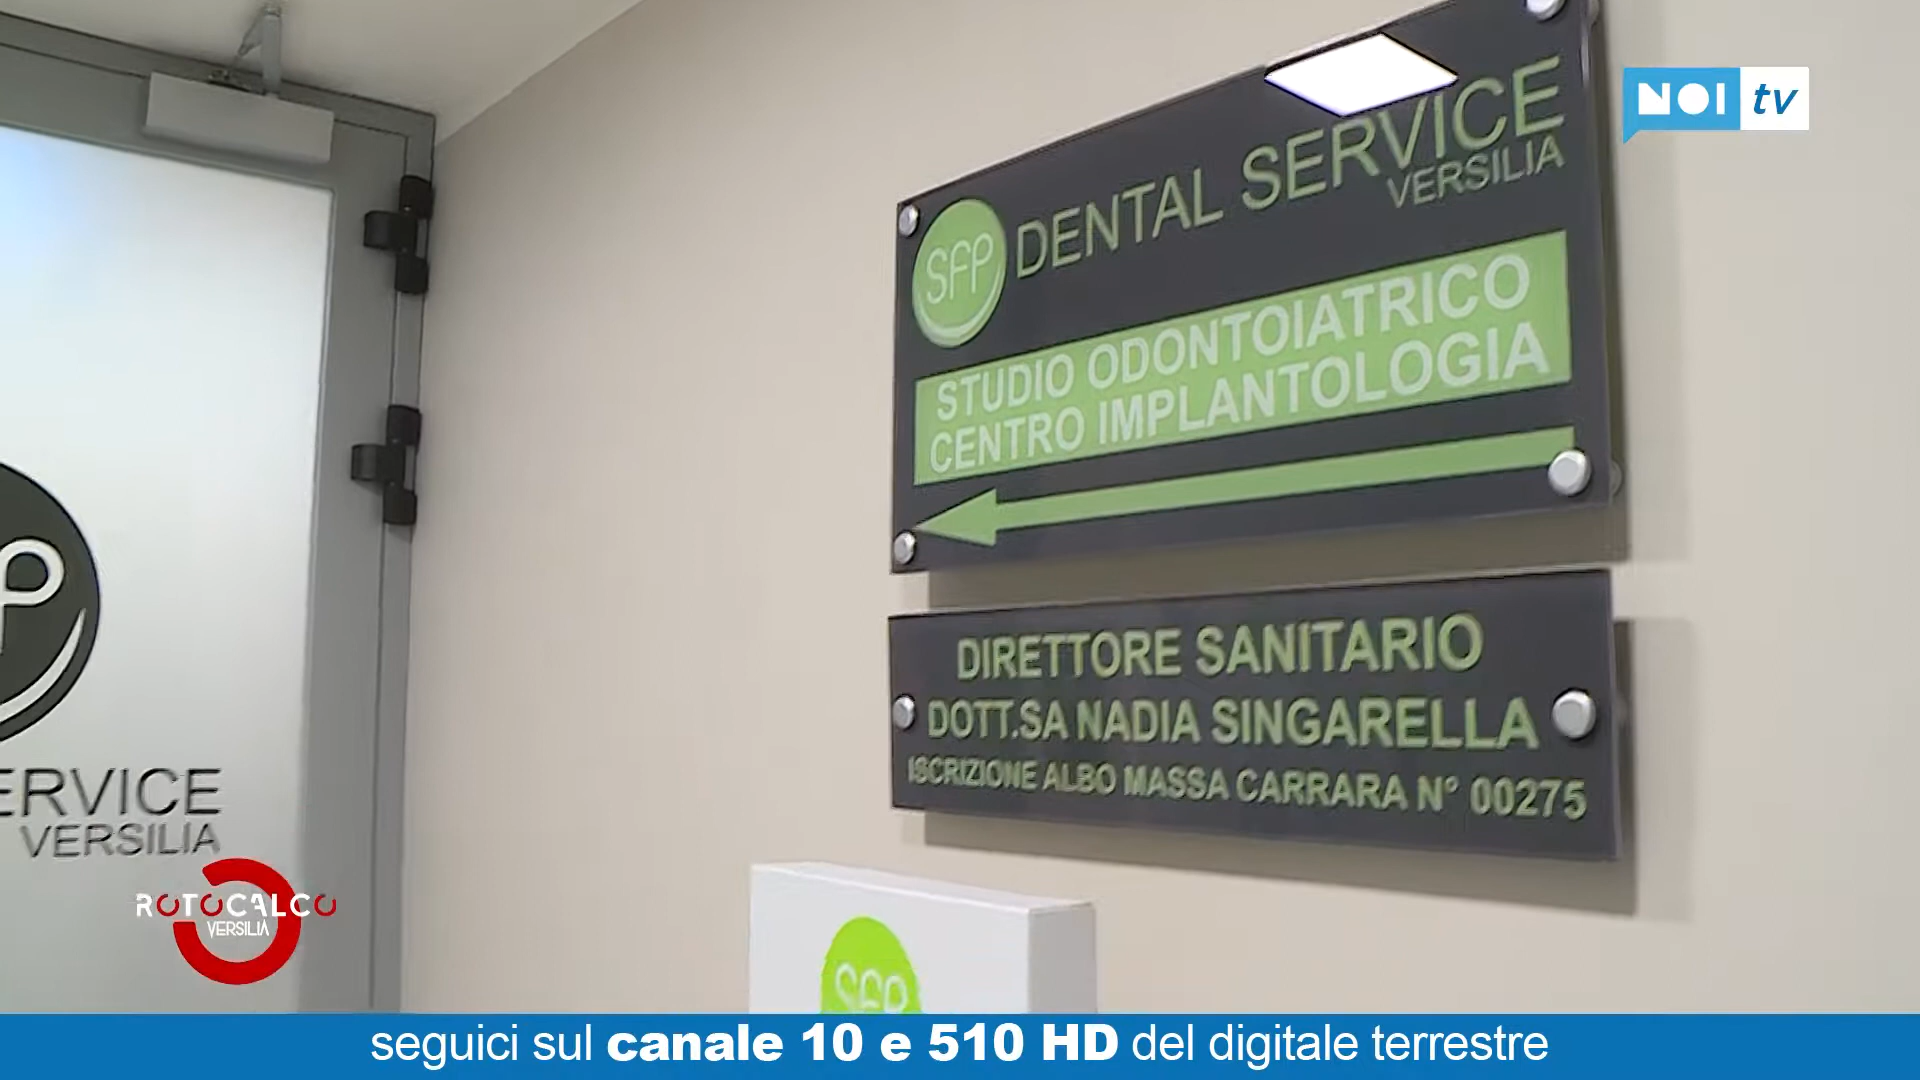 NOI tv
DENTAL SERVICE
VERSILIA
SFP
STUDIO ODONTOIATRICO
CENTRO IMPLANTOLOGIA
DIRETTORE SANITARIO
DOTT.SA NADIA SINGARELLA
ISCRIZIONE ALBO MASSA CARRARA N° 00275
P
ERVICE
VERSILIA
ROTOCALCO
VERSILIA
SFP
seguici sul canale 10 e 510 HD del digitale terrestre